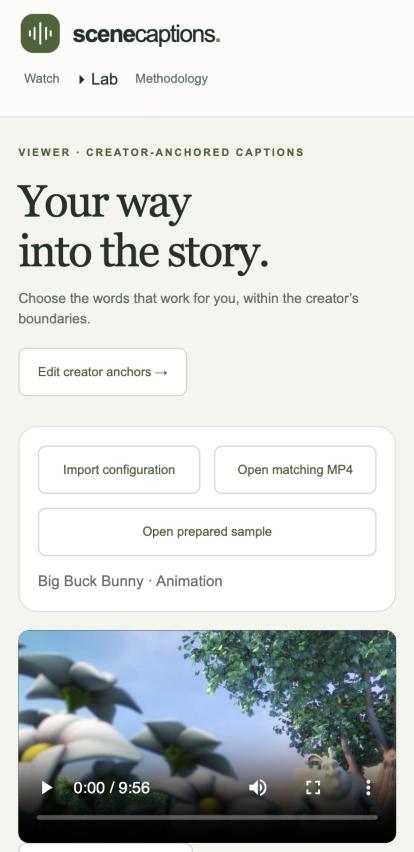 scenecaptions.
Watch
Lab
Methodology
VIEWER · CREATOR-ANCHORED CAPTIONS
Your way
into the story.
Choose the words that work for you, within the creator's
boundaries.
Edit creator anchors →
Import configuration
Open matching MP4
Open prepared sample
Big Buck Bunny · Animation
0:00 / 9:56